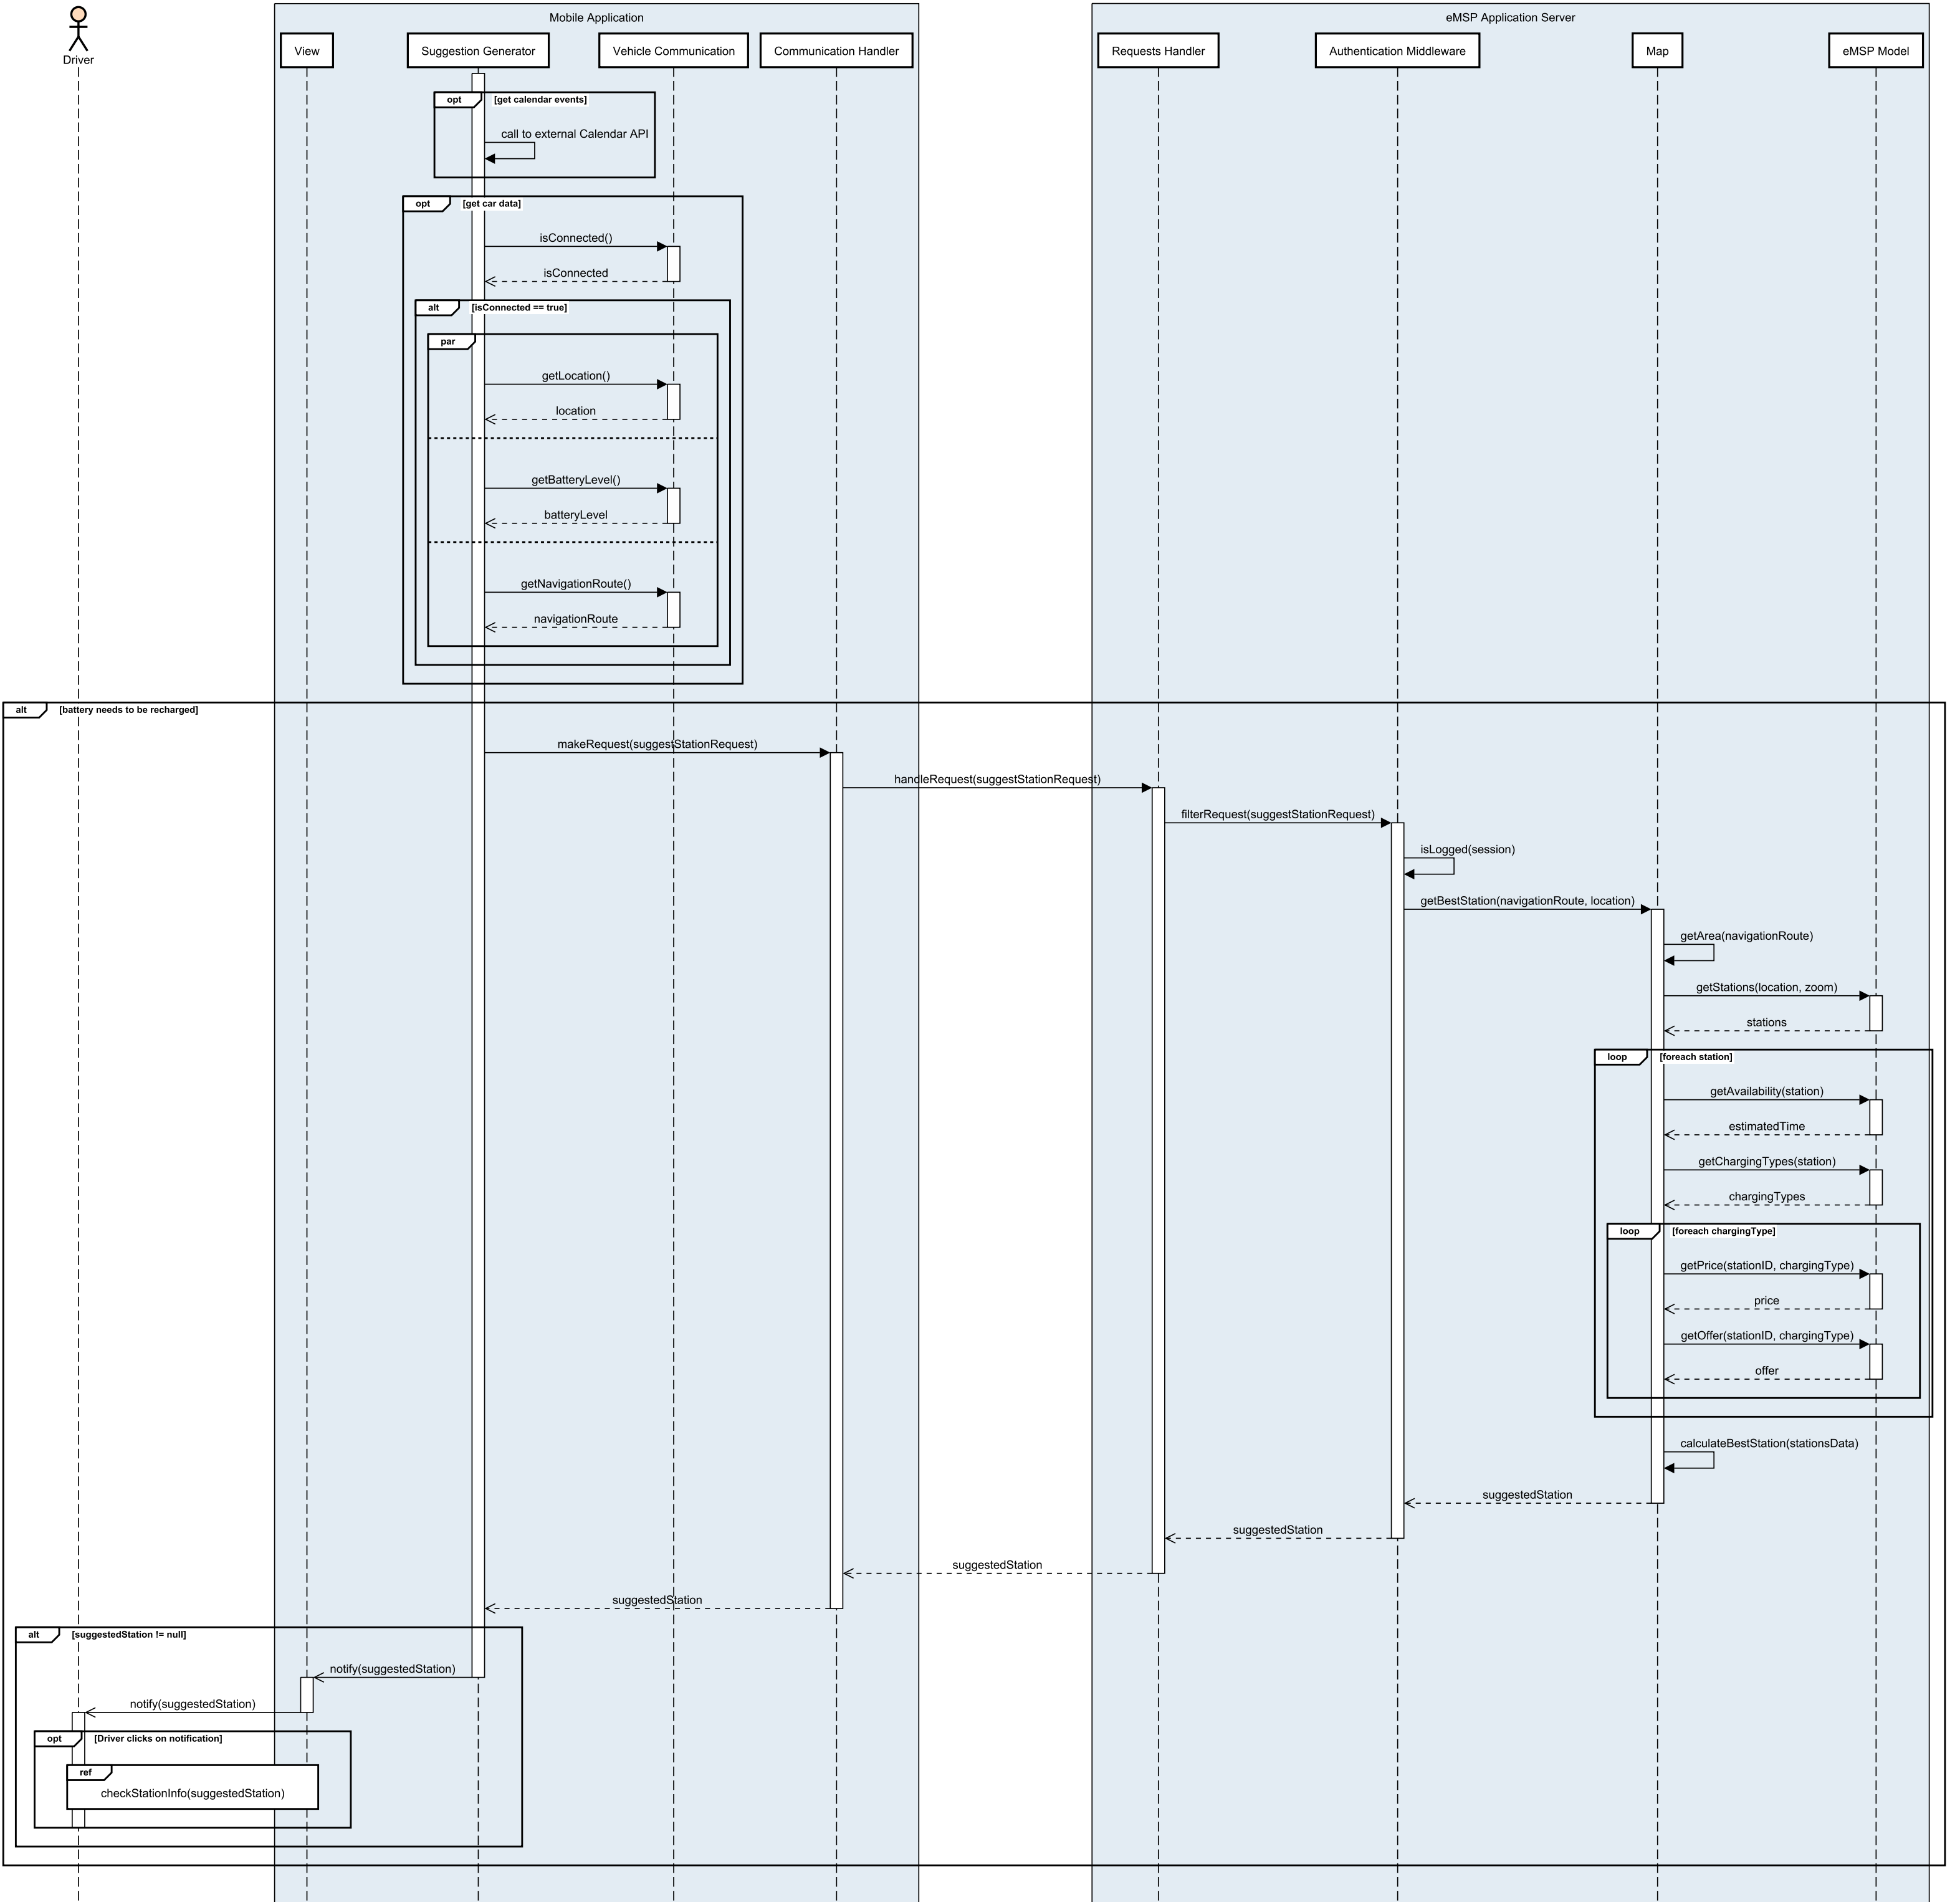 Mobile Application
eMSP Application Server
Driver
View
Suggestion Generator
Vehicle Communication
Communication Handler
Requests Handler
Authentication Middleware
Map
eMSP Model
opt
[get calendar events]
call to external Calendar API
opt
[get car data]
isConnected()
isConnected
alt
[isConnected == true]
par
getLocation()
location
getBatteryLevel()
batteryLevel
getNavigationRoute()
navigationRoute
alt
[battery needs to be recharged]
makeRequest(suggestStationRequest)
handleRequest(suggestStationRequest)
filterRequest(suggestStationRequest)
isLogged(session)
getBestStation(navigationRoute, location)
getArea(navigationRoute)
getStations(location, zoom)
stations
loop
[foreach station]
getAvailability(station)
estimatedTime
getChargingTypes(station)
chargingTypes
loop
[foreach chargingType]
getPrice(stationID, chargingType)
price
getOffer(stationID, chargingType)
offer
calculateBestStation(stationsData)
suggestedStation
suggestedStation
suggestedStation
suggestedStation
alt
[suggestedStation != null]
notify(suggestedStation)
notify(suggestedStation)
opt
[Driver clicks on notification]
ref
checkStationInfo(suggestedStation)